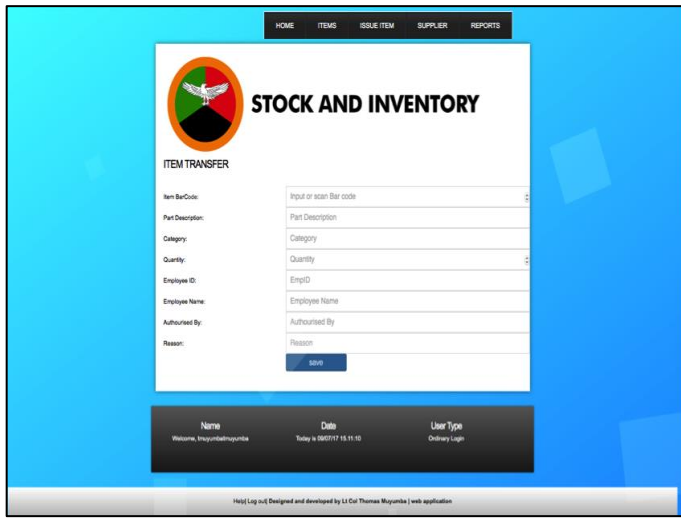 HOME ITEMS ISSUE ITEM SUPPLIER REPORTS
STOCK AND INVENTORY
ITEM TRANSFER
Item BarCode: Input or scan Bar code
Part Description: Part Description
Category: Category
Quantity: Quantity
Employee ID: EmpID
Employee Name: Employee Name
Authourised By: Authourised By
Reason: Reason
save
Name Date User Type
Welcome, tmuyumbatmuyumba Today is 09/07/17 15.11:10 Ordinary Login
Help| Log out| Designed and developed by Lt Col Thomas Muyumba | web application